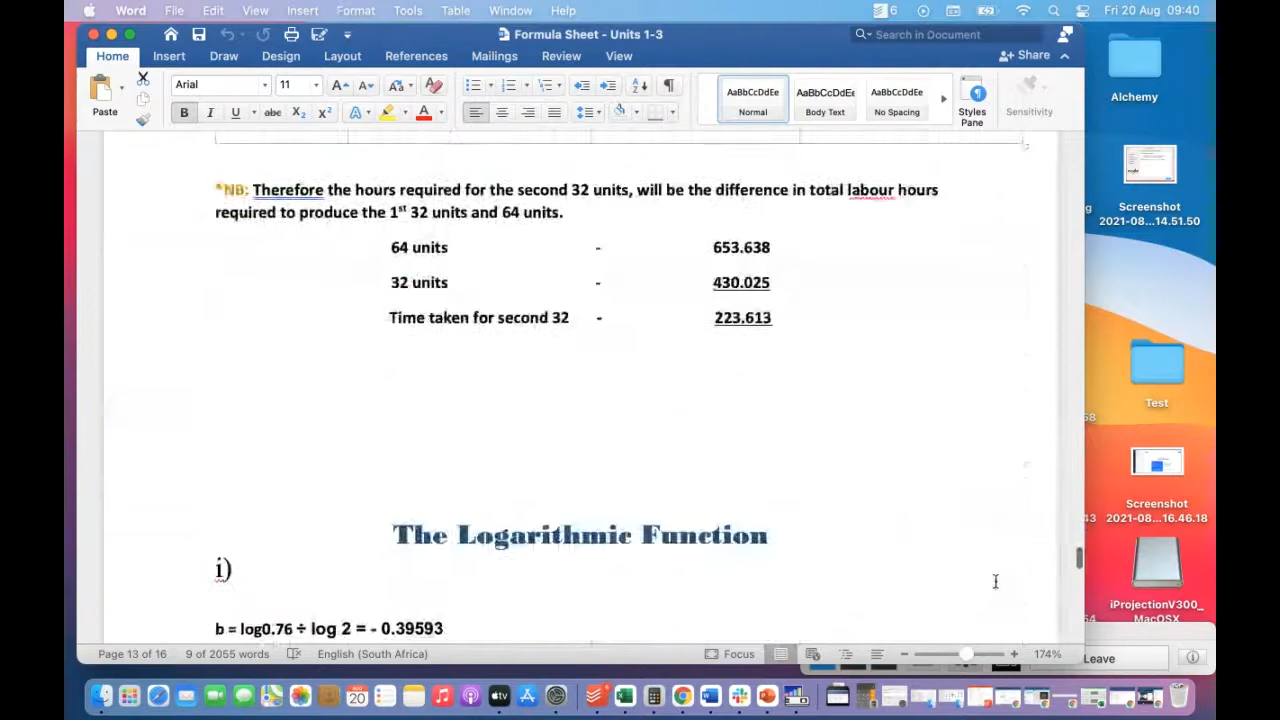 Word File Edit View Insert Format Tools Table Window Help 6 Fri 20 Aug 09:40
Formula Sheet - Units 1-3 Search in Document
Home Insert Draw Design Layout References Mailings Review View Share
Paste Arial 11 AaBbCcDdEe AaBbCcDdEe AaBbCcDdEe
B I U abc X₂ X² A A Normal Body Text No Spacing Styles Pane Sensitivity
*NB: Therefore the hours required for the second 32 units, will be the difference in total labour hours
required to produce the 1st 32 units and 64 units.
64 units - 653.638
32 units - 430.025
Time taken for second 32 - 223.613
The Logarithmic Function
i)
b = log0.76 ÷ log 2 = - 0.39593
Page 13 of 16 9 of 2055 words English (South Africa) Focus 174%
Alchemy
Screenshot
2021-08...14.51.50
Test
Screenshot
2021-08...16.46.18
iProjectionV300_
MacOSX
Leave
AUG
20